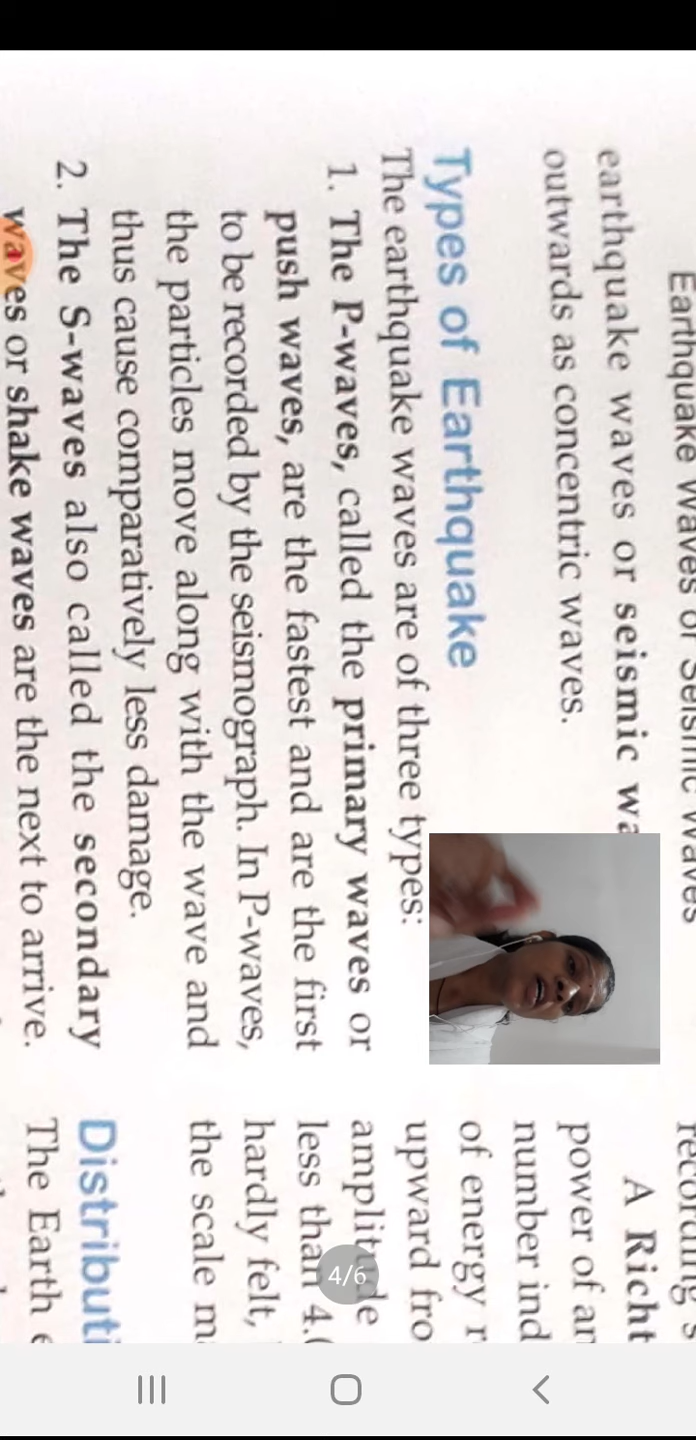 Earthquake Waves or Seismic Waves
earthquake waves or seismic wa
outwards as concentric waves.
Types of Earthquake
The earthquake waves are of three types:
1. The P-waves, called the primary waves or
push waves, are the fastest and are the first
to be recorded by the seismograph. In P-waves,
the particles move along with the wave and
thus cause comparatively less damage.
2. The S-waves also called the secondary
waves or shake waves are the next to arrive.
recording s
A Richt
power of an
number ind
of energy r
upward fro
amplitude
less than 4.0
hardly felt,
the scale m
Distributi
The Earth e
4/6